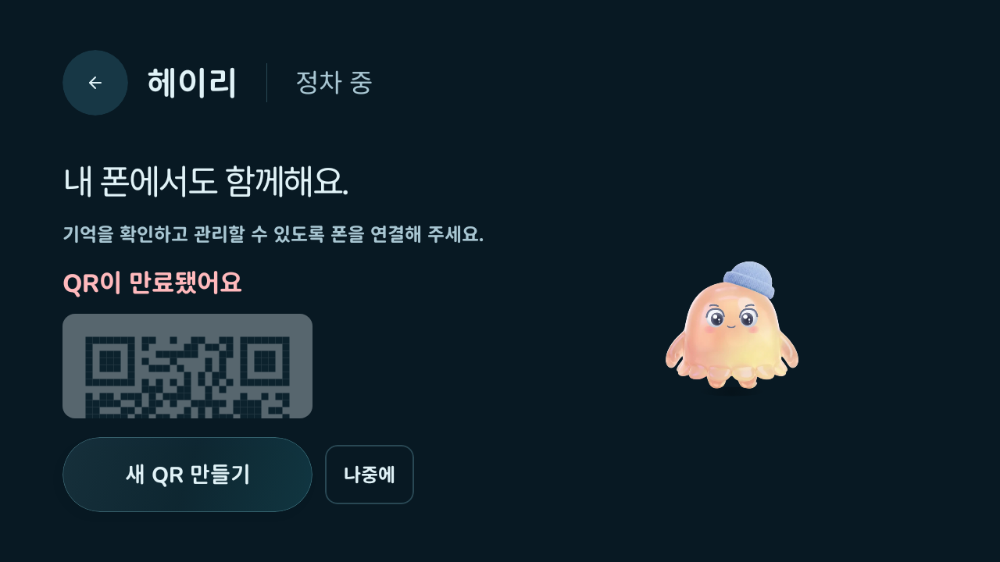 헤이리
정차 중
내 폰에서도 함께해요.
기억을 확인하고 관리할 수 있도록 폰을 연결해 주세요.
QR이 만료됐어요
새 QR 만들기
나중에